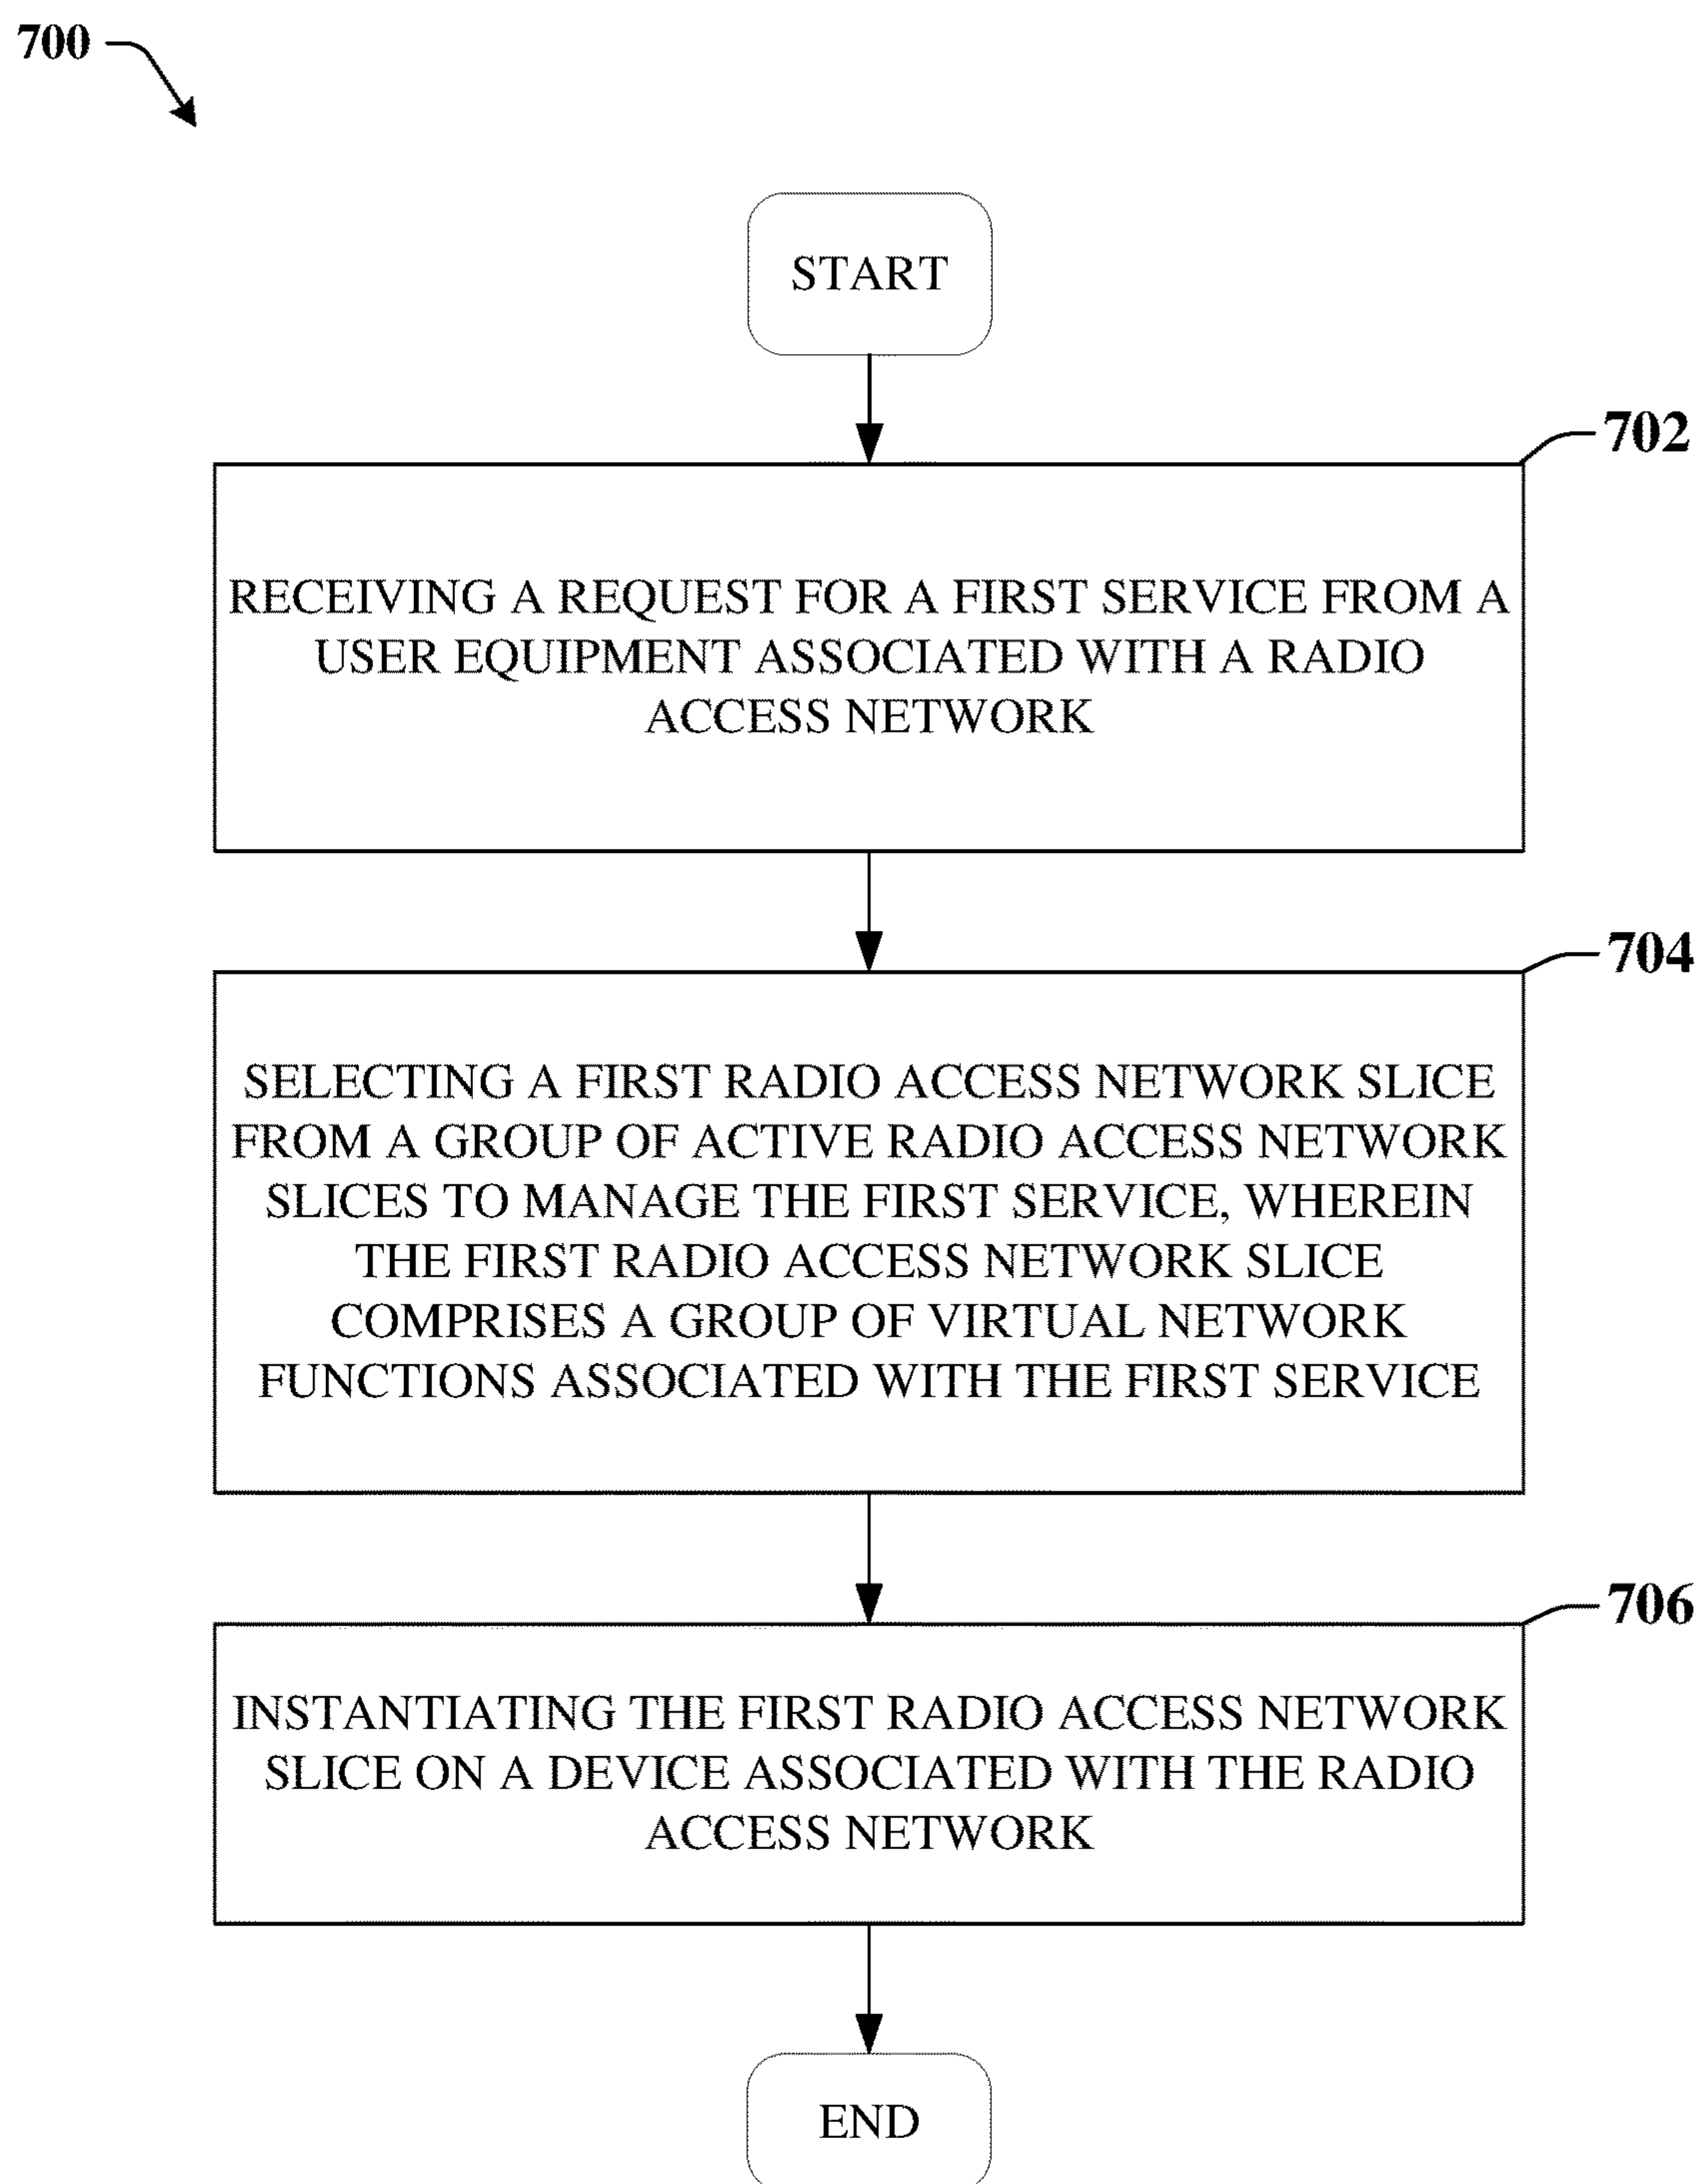 700
START
702
RECEIVING A REQUEST FOR A FIRST SERVICE FROM A
USER EQUIPMENT ASSOCIATED WITH A RADIO
ACCESS NETWORK
704
SELECTING A FIRST RADIO ACCESS NETWORK SLICE
FROM A GROUP OF ACTIVE RADIO ACCESS NETWORK
SLICES TO MANAGE THE FIRST SERVICE, WHEREIN
THE FIRST RADIO ACCESS NETWORK SLICE
COMPRISES A GROUP OF VIRTUAL NETWORK
FUNCTIONS ASSOCIATED WITH THE FIRST SERVICE
706
INSTANTIATING THE FIRST RADIO ACCESS NETWORK
SLICE ON A DEVICE ASSOCIATED WITH THE RADIO
ACCESS NETWORK
END